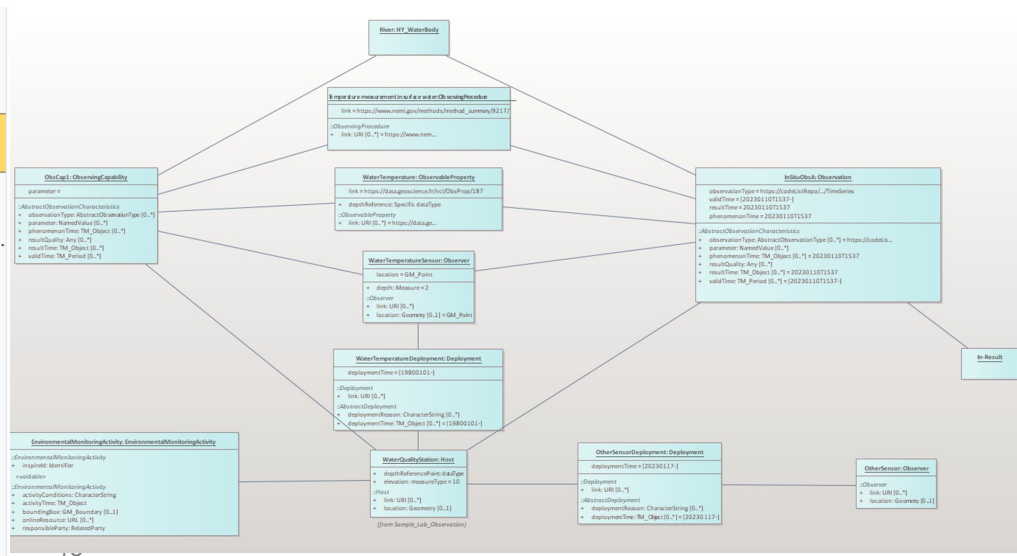 River: HY_WaterBody
Temperature measurement in surface water:ObservingProcedure
link = https://www.nemi.gov/methods/method_summary/9217/
::ObservingProcedure
+ link: URI [0..*] = https://www.nem...
ObsCap1: ObservingCapability
parameter =
::AbstractObservationCharacteristics
+ observationType: AbstractObservationType [0..*]
+ parameter: NamedValue [0..*]
+ phenomenonTime: TM_Object [0..*]
+ resultQuality: Any [0..*]
+ resultTime: TM_Object [0..*]
+ validTime: TM_Period [0..*]
WaterTemperature: ObservableProperty
link = https://data.geoscience.fr/ncl/ObsProp/187
+ depthReference: Specific dataType
::ObservableProperty
+ link: URI [0..*] = https://data.ge...
InSituObsA: Observation
observationType = https://codeListRepo/.../TimeSeries
validTime = [20230110T1537-]
resultTime = 20230110T1537
phenomenonTime = 20230110T1537
::AbstractObservationCharacteristics
+ observationType: AbstractObservationType [0..*] = https://codeLis...
+ parameter: NamedValue [0..*]
+ phenomenonTime: TM_Object [0..*] = 20230110T1537
+ resultQuality: Any [0..*]
+ resultTime: TM_Object [0..*] = 20230110T1537
+ validTime: TM_Period [0..*] = [20230110T1537-]
WaterTemperatureSensor: Observer
location = GM_Point
+ depth: Measure = 2
::Observer
+ link: URI [0..*]
+ location: Geometry [0..1] = GM_Point
WaterTemperatureDeployment: Deployment
deploymentTime = [19800101-]
::Deployment
+ link: URI [0..*]
::AbstractDeployment
+ deploymentReason: CharacterString [0..*]
+ deploymentTime: TM_Object [0..*] = [19800101-]
In-Result
EnvironmentalMonitoringActivity: EnvironmentalMonitoringActivity
::EnvironmentalMonitoringActivity
+ inspireId: Identifier
«voidable»
::EnvironmentalMonitoringActivity
+ activityConditions: CharacterString
+ activityTime: TM_Object
+ boundingBox: GM_Boundary [0..1]
+ onlineResource: URL [0..*]
+ responsibleParty: RelatedParty
WaterQualityStation: Host
+ depthReferencePoint: dataType
+ elevation: measureType = 10
::Host
+ link: URI [0..*]
+ location: Geometry [0..1]
(from Sample_Lab_Observation)
OtherSensorDeployment: Deployment
deploymentTime = [20230117-]
::Deployment
+ link: URI [0..*]
::AbstractDeployment
+ deploymentReason: CharacterString [0..*]
+ deploymentTime: TM_Object [0..*] = [20230117-]
OtherSensor: Observer
::Observer
+ link: URI [0..*]
+ location: Geometry [0..1]